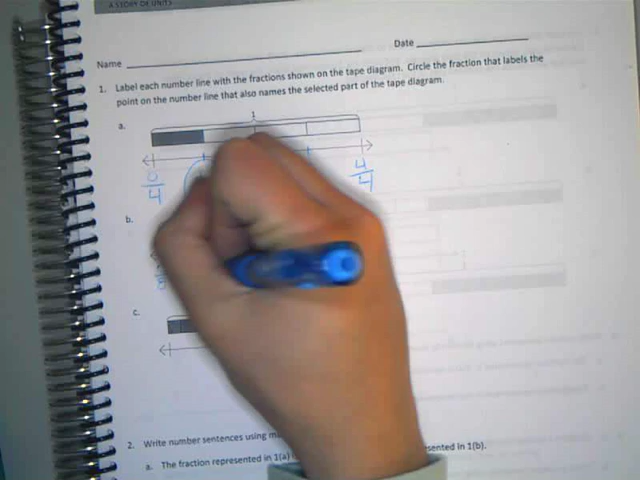 A STORY OF UNITS
Name
Date
1. Label each number line with the fractions shown on the tape diagram. Circle the fraction that labels the
point on the number line that also names the selected part of the tape diagram.
a.
1
0/4
4/4
b.
c.
2. Write number sentences using
a. The fraction represented in 1(a)
sented in 1(b).